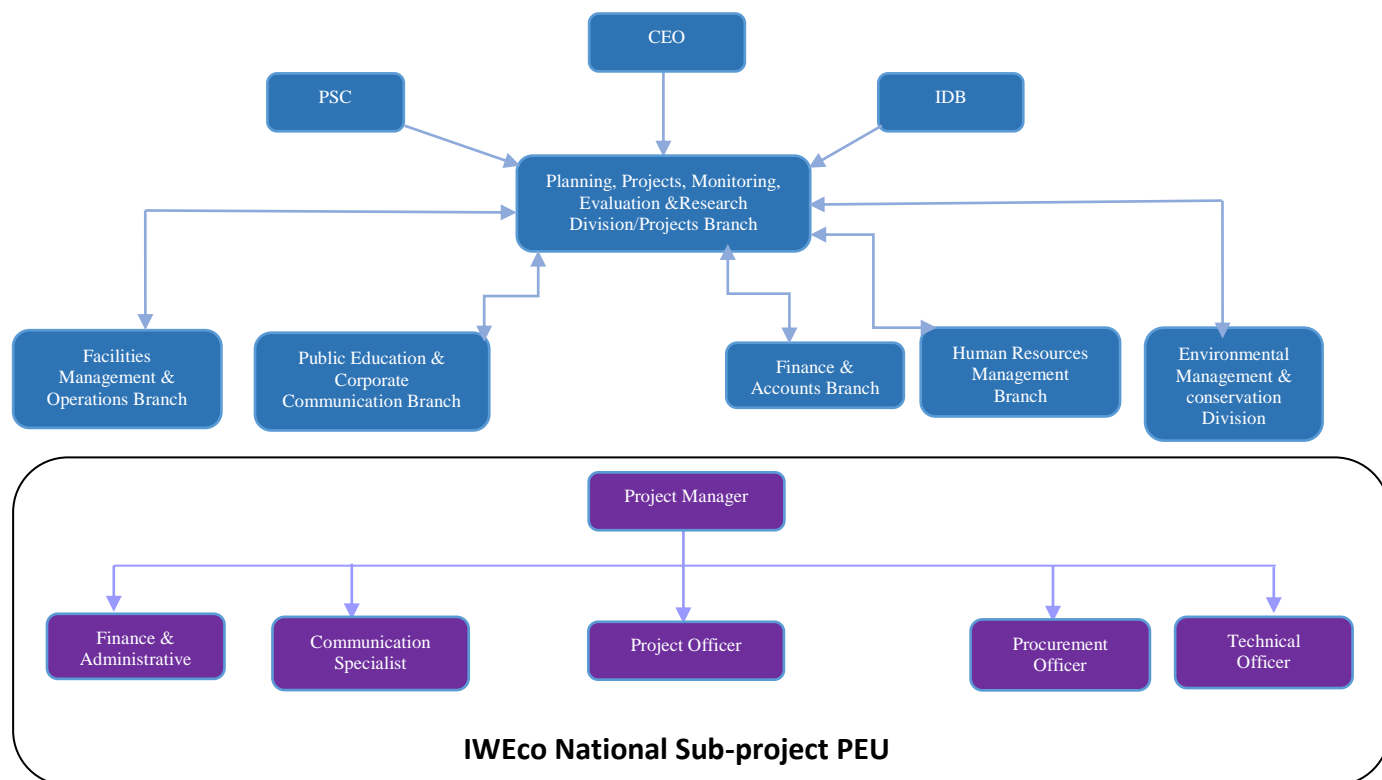 CEO
PSC
IDB
Planning, Projects, Monitoring,
Evaluation &Research
Division/Projects Branch
Facilities
Management &
Operations Branch
Public Education &
Corporate
Communication Branch
Finance &
Accounts Branch
Human Resources
Management
Branch
Environmental
Management &
conservation
Division
Project Manager
Finance &
Administrative
Communication
Specialist
Project Officer
Procurement
Officer
Technical
Officer
IWEco National Sub-project PEU